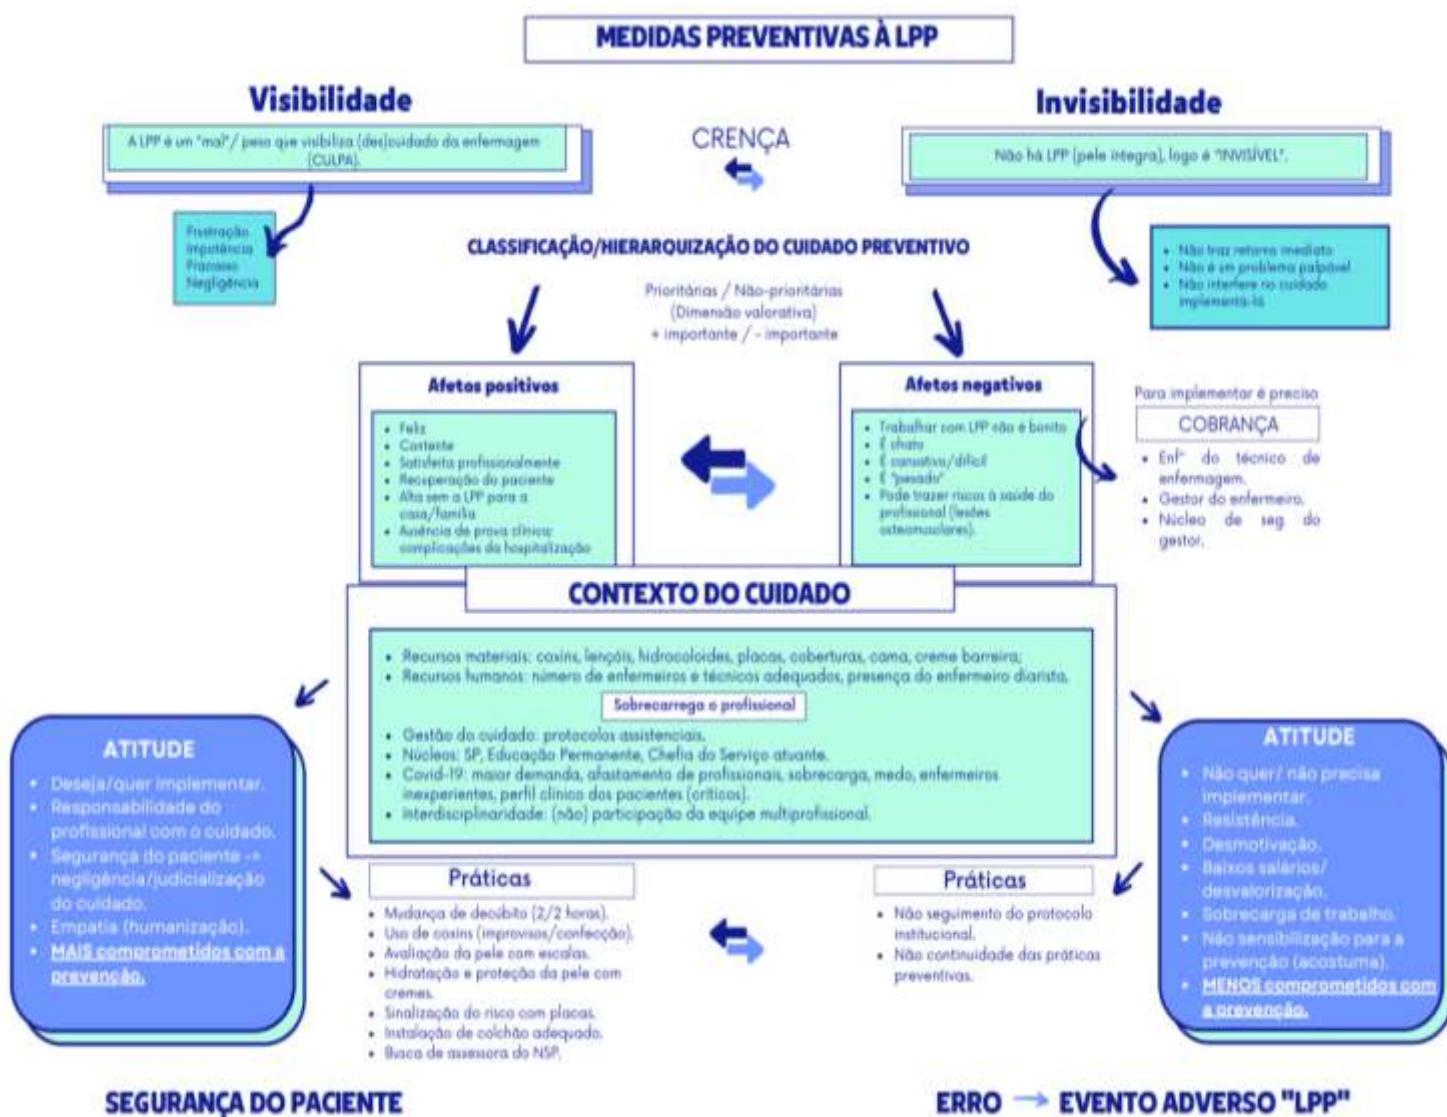 MEDIDAS PREVENTIVAS À LPP
Visibilidade
A LPP é um "mal"/ peso que visibiliza (des)cuidado da enfermagem
(CULPA).
Frustração
Impotência
Fracasso
Negligência
CRENÇA
Invisibilidade
Não há LPP (pele íntegra), logo é "INVISÍVEL".
• Não traz retorno imediato
• Não é um problema palpável
• Não interfere no cuidado
implementá-la
CLASSIFICAÇÃO/HIERARQUIZAÇÃO DO CUIDADO PREVENTIVO
Prioritárias / Não-prioritárias
(Dimensão valorativa)
+ importante / - importante
Afetos positivos
• Feliz
• Contente
• Satisfeita profissionalmente
• Recuperação do paciente
• Alta sem a LPP para a
casa/família
• Ausência de prova clínica;
complicações da hospitalização
Afetos negativos
• Trabalhar com LPP não é bonito
• É chato
• É cansativo/difícil
• É "pesado"
• Pode trazer riscos à saúde do
profissional (lesões
osteomusculares).
Para implementar é preciso
COBRANÇA
• Enfº do técnico de
enfermagem.
• Gestor do enfermeiro.
• Núcleo de seg do
gestor.
CONTEXTO DO CUIDADO
• Recursos materiais: coxins, lençóis, hidrocoloides, placas, coberturas, cama, creme barreira;
• Recursos humanos: número de enfermeiros e técnicos adequados, presença do enfermeiro diarista,
Sobrecarrega o profissional
• Gestão do cuidado: protocolos assistenciais.
• Núcleos: SP, Educação Permanente, Chefia do Serviço atuante.
• Covid-19: maior demanda, afastamento de profissionais, sobrecarga, medo, enfermeiros
inexperientes, perfil clínico dos pacientes (críticos).
• Interdisciplinaridade: (não) participação da equipe multiprofissional.
ATITUDE
• Deseja/quer implementar.
• Responsabilidade do
profissional com o cuidado.
• Segurança do paciente ->
negligência/judicialização
do cuidado.
• Empatia (humanização).
• MAIS comprometidos com a
prevenção.
Práticas
• Mudança de decúbito (2/2 horas).
• Uso de coxins (improvisos/confecção).
• Avaliação da pele com escalas.
• Hidratação e proteção da pele com
cremes.
• Sinalização do risco com placas.
• Instalação de colchão adequado.
• Busca de assessora do NSP.
Práticas
• Não seguimento do protocolo
institucional.
• Não continuidade das práticas
preventivas.
ATITUDE
• Não quer/ não precisa
implementar.
• Resistência.
• Desmotivação.
• Baixos salários/
desvalorização.
• Sobrecarga de trabalho.
• Não sensibilização para a
prevenção (acostuma).
• MENOS comprometidos com
a prevenção.
SEGURANÇA DO PACIENTE
ERRO → EVENTO ADVERSO "LPP"